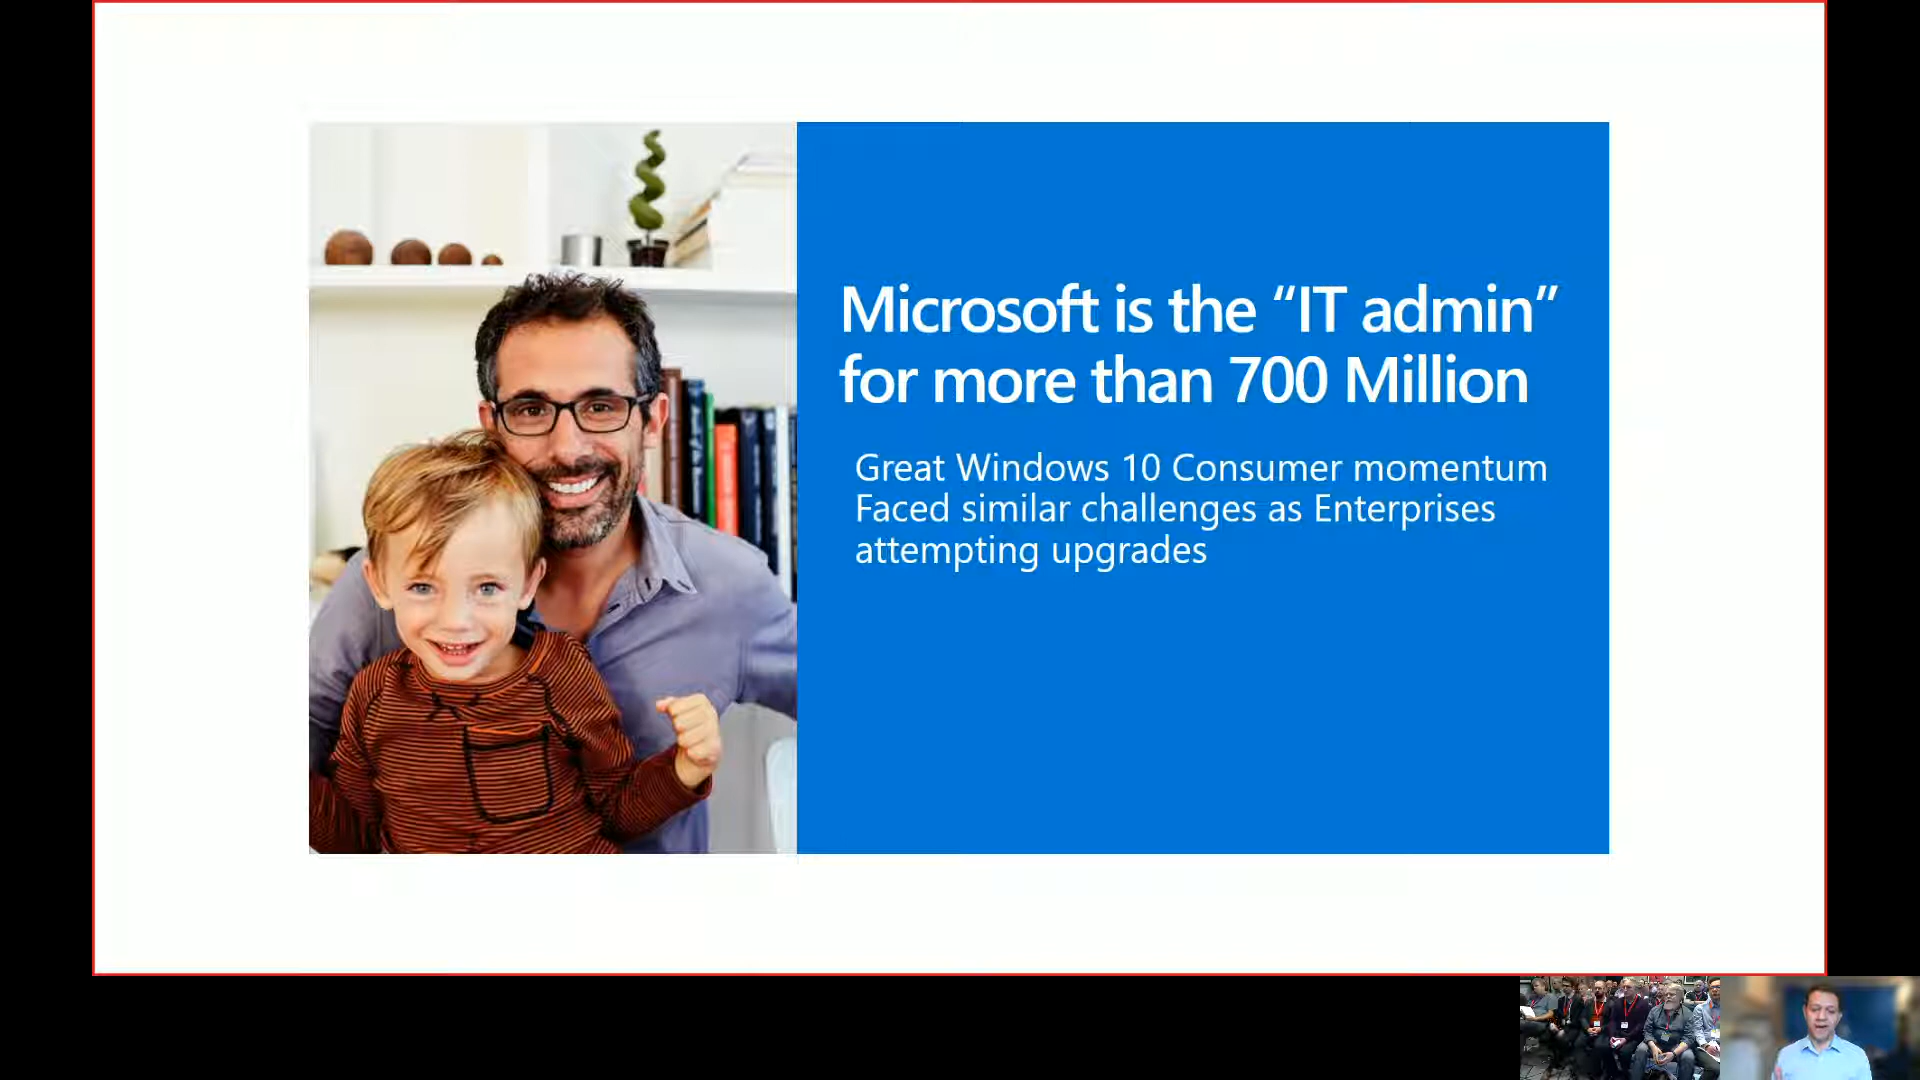 Microsoft is the “IT admin”
for more than 700 Million
Great Windows 10 Consumer momentum
Faced similar challenges as Enterprises
attempting upgrades